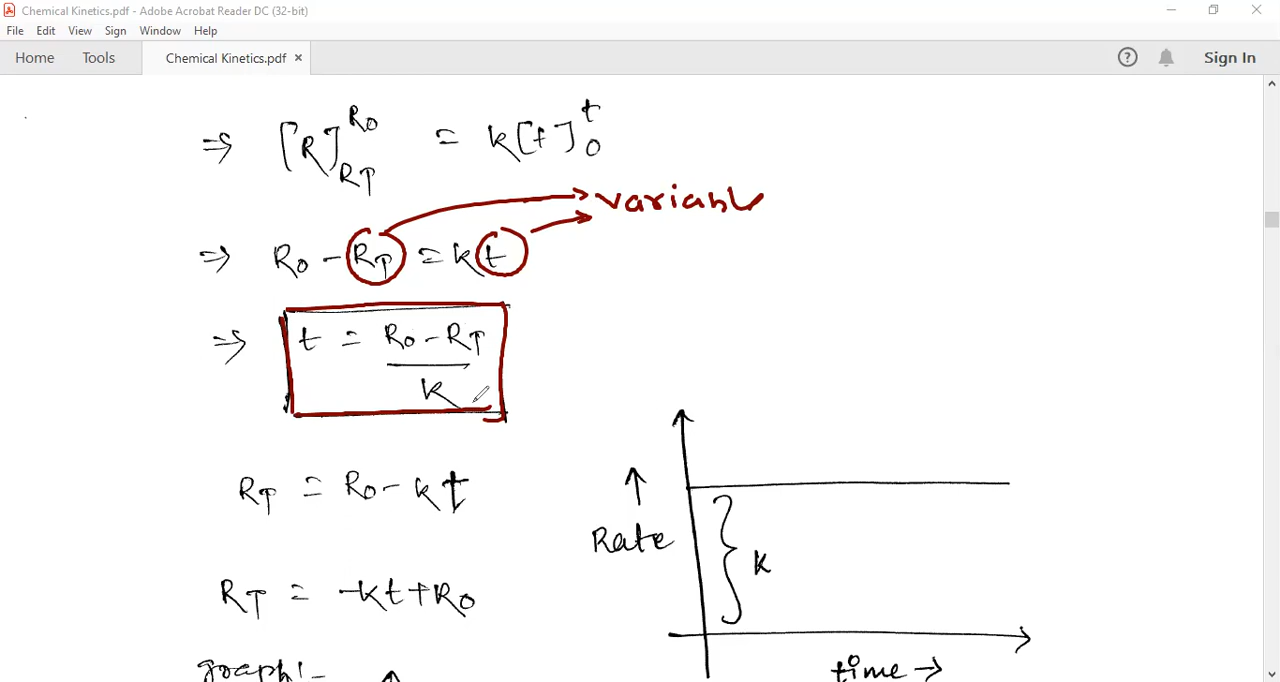 Chemical Kinetics.pdf - Adobe Acrobat Reader DC (32-bit)
File Edit View Sign Window Help
Home Tools Chemical Kinetics.pdf × Sign In
⇒ [R]_{RT}^{R0} = k[t]_0^t
variable
⇒ R0 - RT = kt
⇒ t = (R0 - RT)/k
RT = R0 - kt
↑
Rate
k
RT = -kt + R0
graph:-
time →